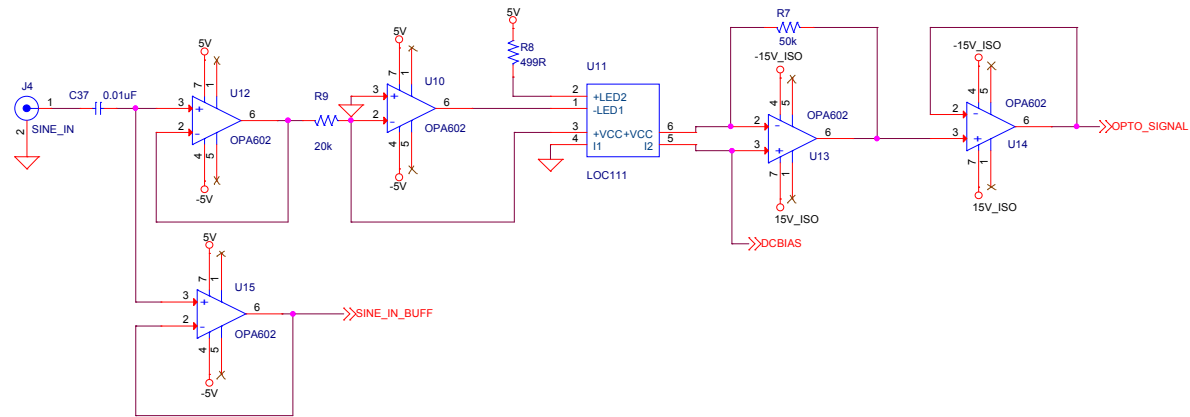 J4
1
2
SINE_IN
C37
0.01uF
5V
7
1
U12
3
+
2
-
6
OPA602
4
5
-5V
R9
20k
5V
7
1
U10
3
+
2
-
6
OPA602
4
5
-5V
5V
R8
499R
U11
2
+LED2
1
-LED1
3
+VCC+VCC
6
4
I1
I2
5
LOC111
R7
50k
-15V_ISO
4
5
OPA602
2
-
3
+
6
U13
7
1
15V_ISO
DCBIAS
-15V_ISO
4
5
OPA602
2
-
3
+
6
U14
7
1
15V_ISO
OPTO_SIGNAL
5V
7
1
U15
3
+
2
-
6
OPA602
4
5
-5V
SINE_IN_BUFF